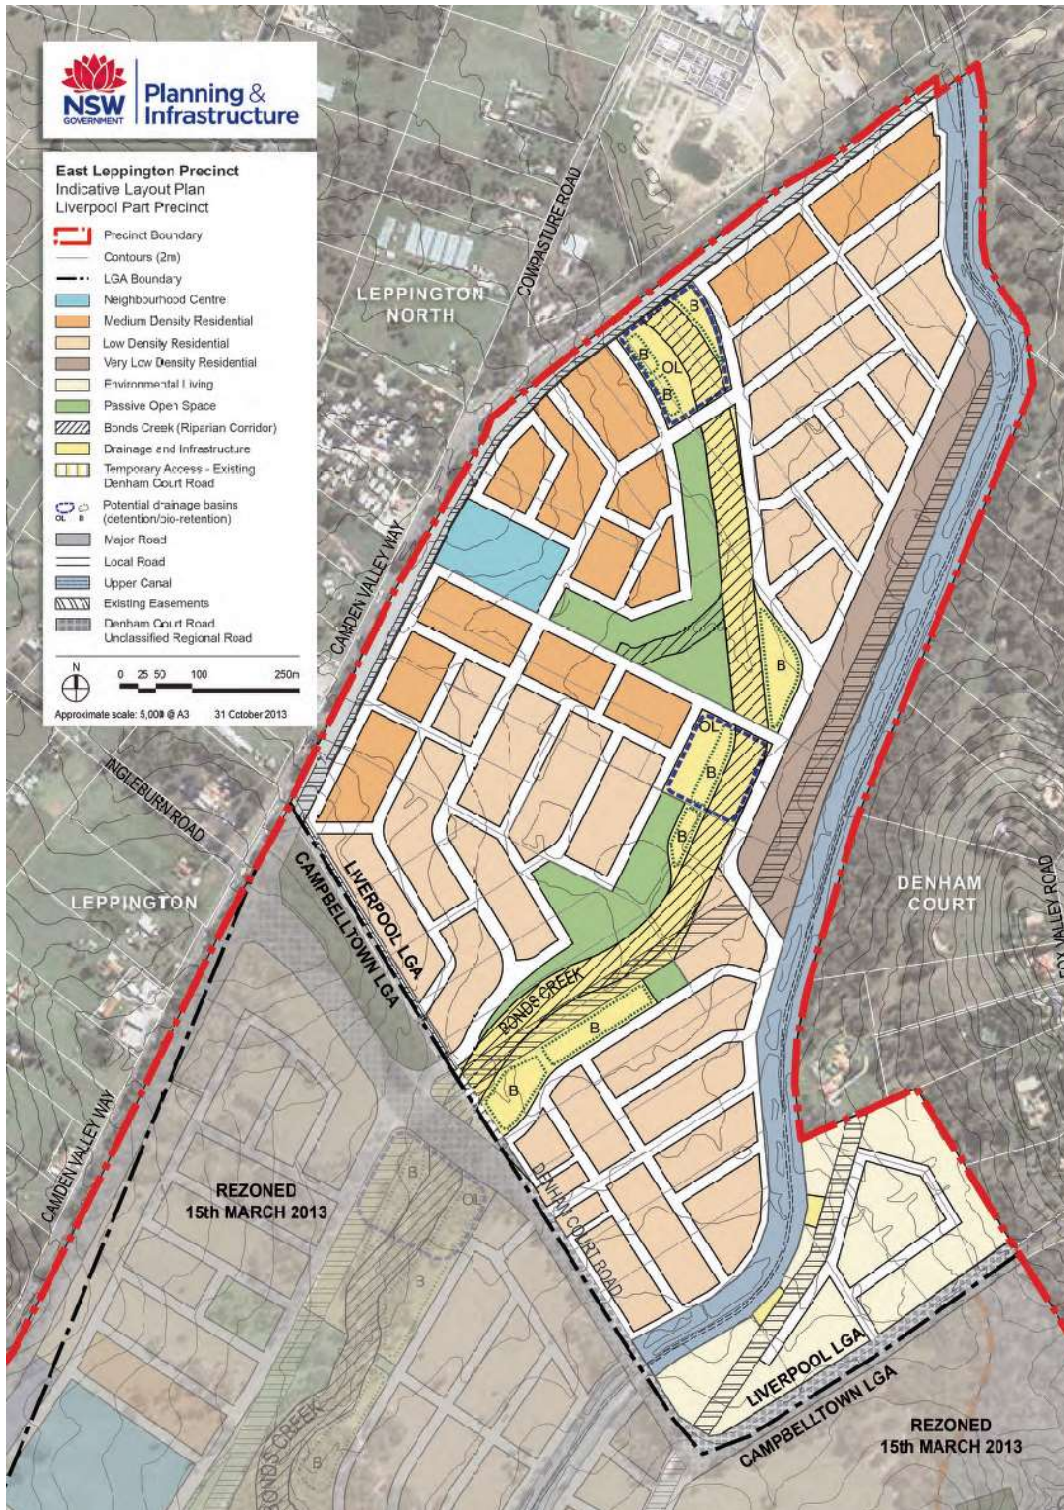 NSW
GOVERNMENT
Planning &
Infrastructure
East Leppington Precinct
Indicative Layout Plan
Liverpool Part Precinct
Precinct Boundary
Contours (2m)
LGA Boundary
Neighbourhood Centre
Medium Density Residential
Low Density Residential
Very Low Density Residential
Environmental Living
Passive Open Space
Bonds Creek (Riparian Corridor)
Drainage and Infrastructure
Temporary Access - Existing
Denham Court Road
OL B
Potential drainage basins
(detention/bio-retention)
Major Road
Local Road
Upper Canal
Existing Easements
Denham Court Road
Unclassified Regional Road
N
0 25 50 100 250m
Approximate scale: 5,000 @ A3 31 October 2013
COWPASTURE ROAD
LEPPINGTON
NORTH
B
B
OL
B
CAMDEN VALLEY WAY
B
OL
B
B
INGLEBURN ROAD
LEPPINGTON
LIVERPOOL LGA
CAMPBELLTOWN LGA
DENHAM
COURT
FOX VALLEY ROAD
BONDS CREEK
B
B
CAMDEN VALLEY WAY
REZONED
15th MARCH 2013
B
OL
B
DENHAM COURT ROAD
LIVERPOOL LGA
CAMPBELLTOWN LGA
BONDS CREEK
B
REZONED
15th MARCH 2013